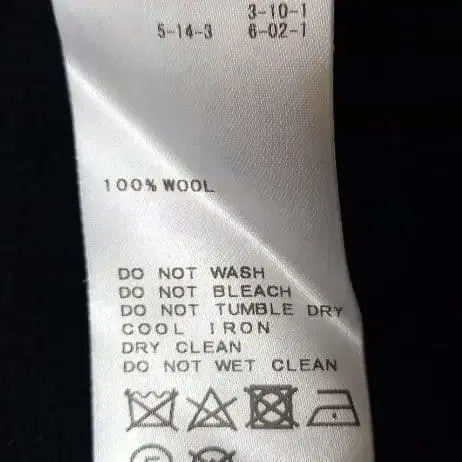 3-10-1
5-14-3 6-02-1
100% WOOL
DO NOT WASH
DO NOT BLEACH
DO NOT TUMBLE DRY
COOL IRON
DRY CLEAN
DO NOT WET CLEAN